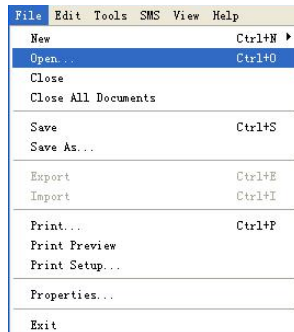 File Edit Tools SMS View Help
New Ctrl+N
Open... Ctrl+O
Close
Close All Documents
Save Ctrl+S
Save As...
Export Ctrl+E
Import Ctrl+I
Print... Ctrl+P
Print Preview
Print Setup...
Properties...
Exit